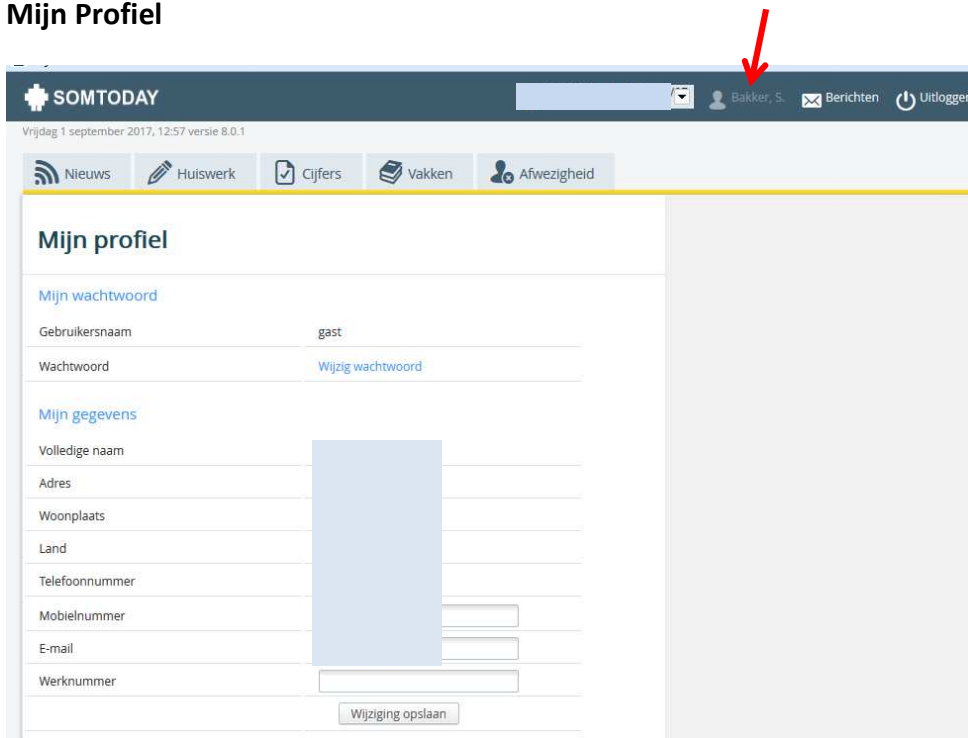 Mijn Profiel
SOMTODAY
Bakker, S.
Berichten
Uitlogger
Vrijdag 1 september 2017, 12:57 versie 8.0.1
Nieuws
Huiswerk
Cijfers
Vakken
Afwezigheid
Mijn profiel
Mijn wachtwoord
Gebruikersnaam gast
Wachtwoord Wijzig wachtwoord
Mijn gegevens
Volledige naam
Adres
Woonplaats
Land
Telefoonnummer
Mobielnummer
E-mail
Werknummer
Wijziging opslaan